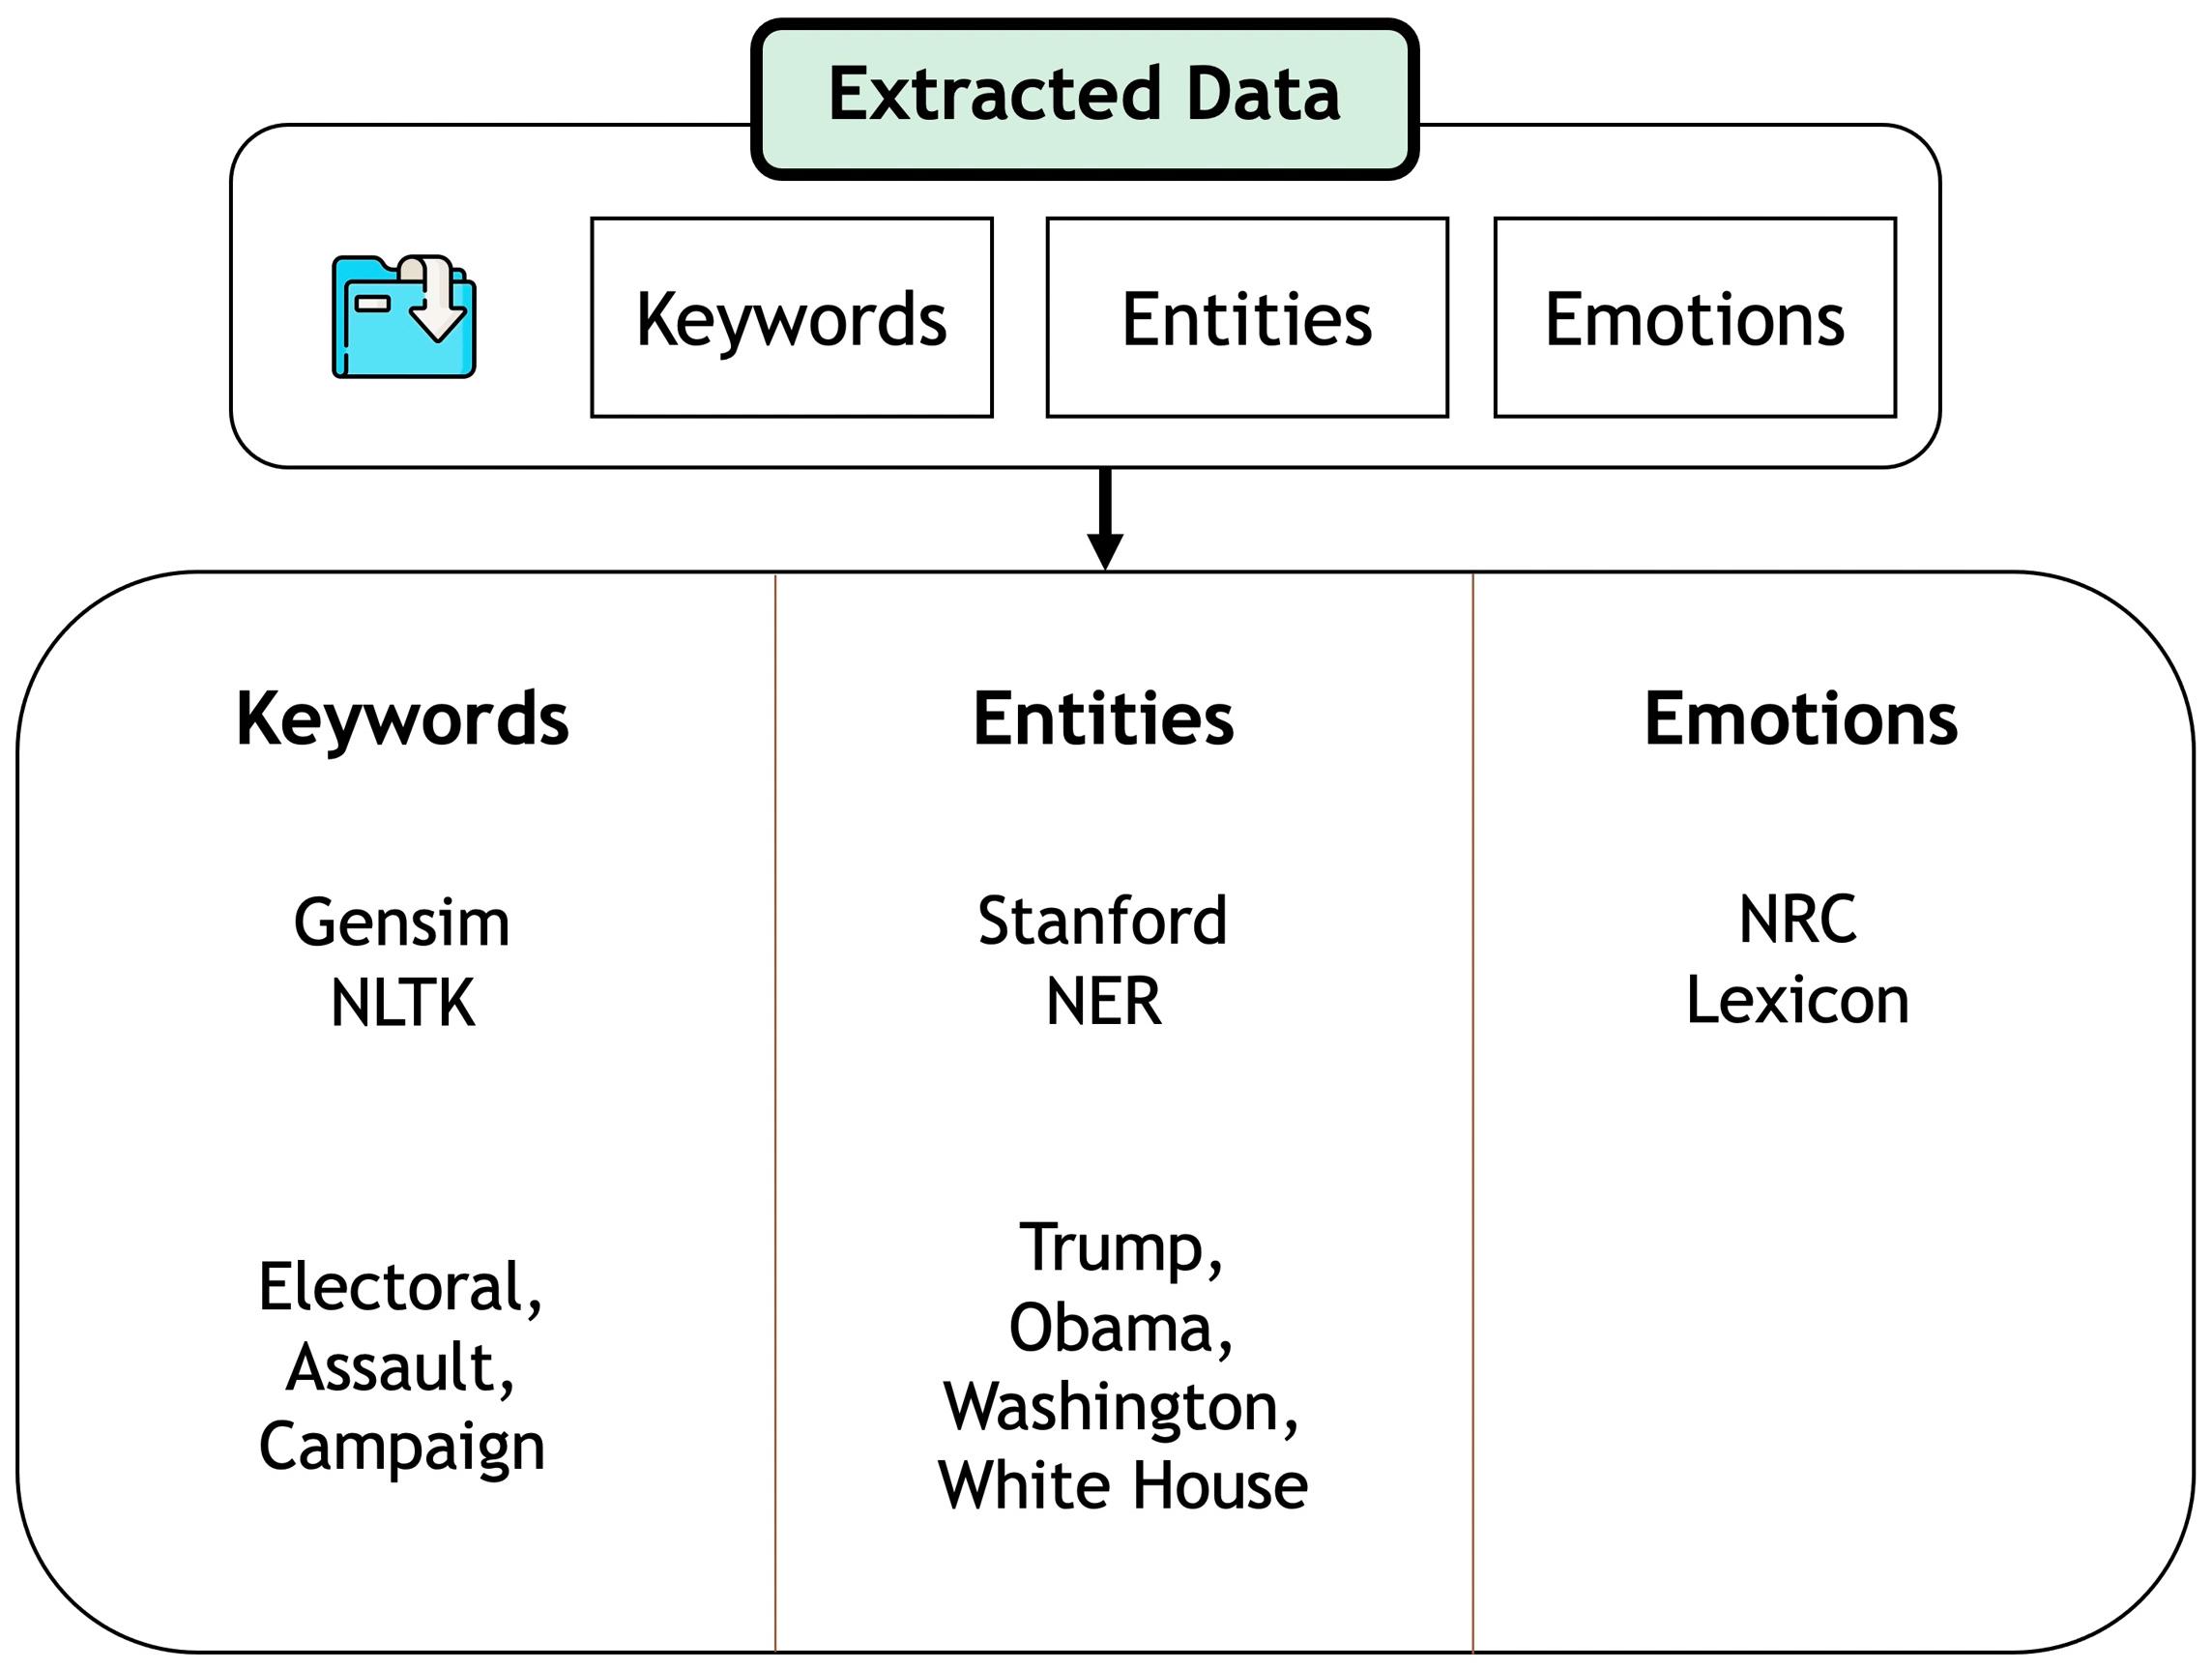 Extracted Data
Keywords
Entities
Emotions
Keywords
Gensim
NLTK
Electoral,
Assault,
Campaign
Entities
Stanford
NER
Trump,
Obama,
Washington,
White House
Emotions
NRC
Lexicon